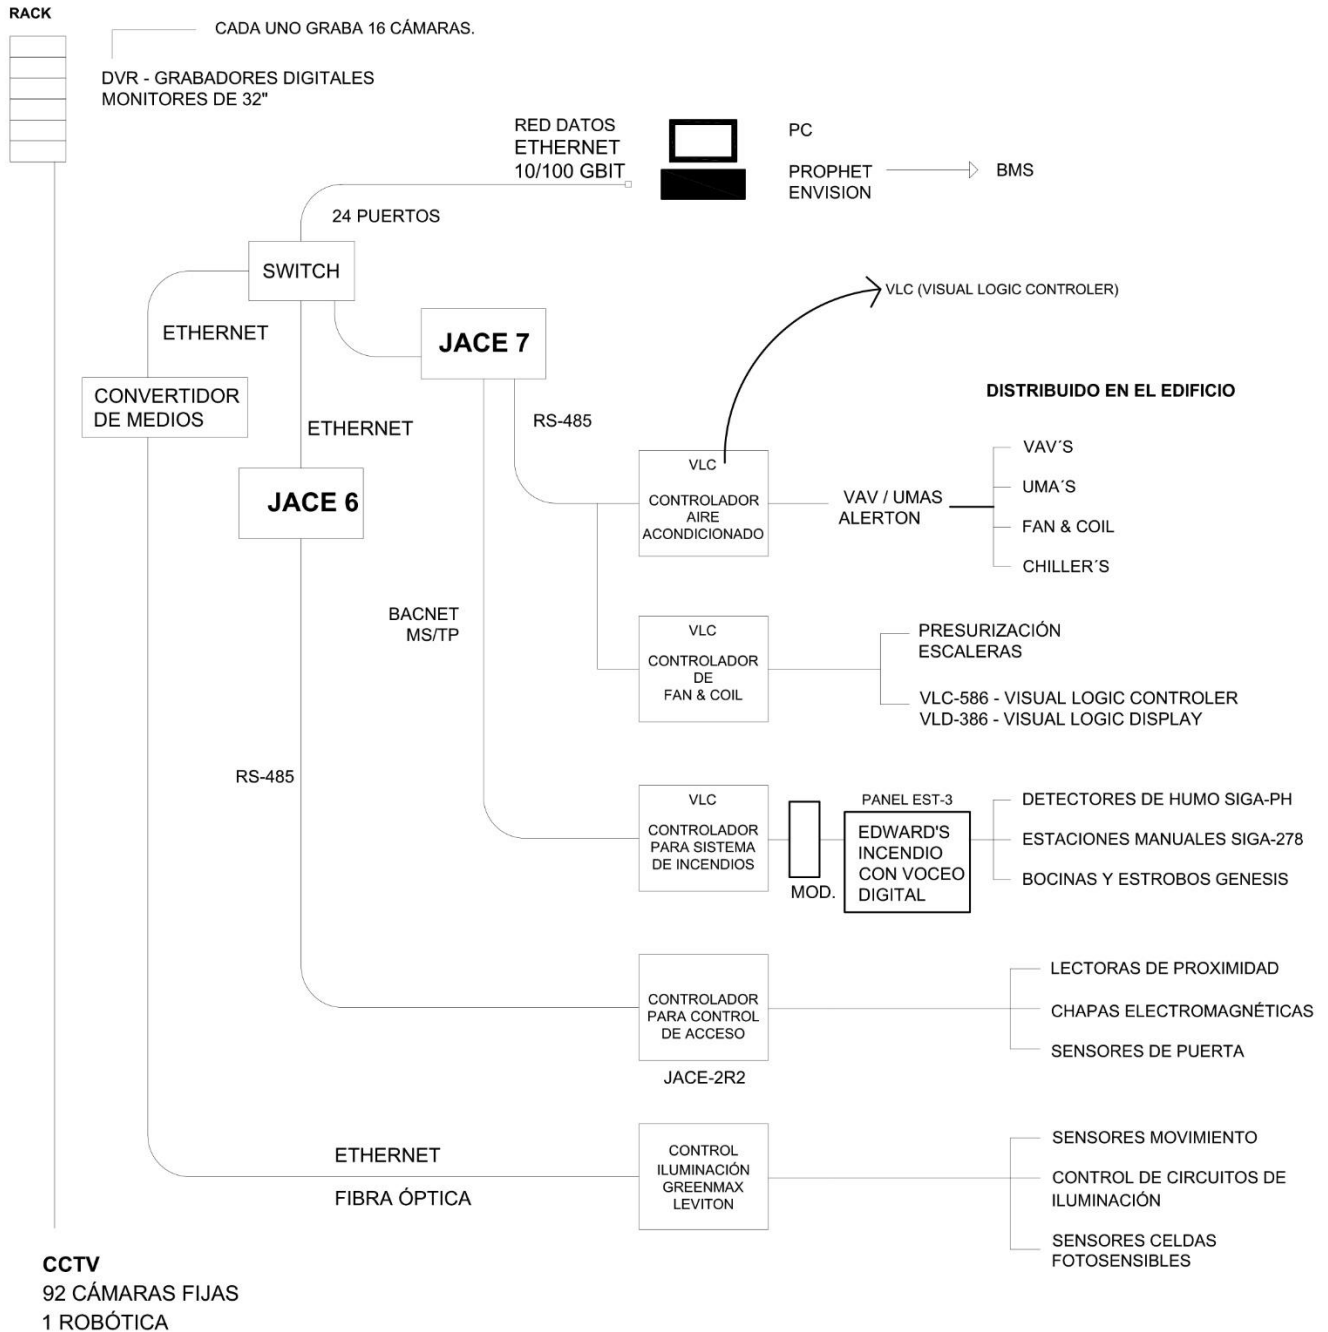 RACK
CADA UNO GRABA 16 CÁMARAS.
DVR - GRABADORES DIGITALES
MONITORES DE 32"
RED DATOS
ETHERNET
10/100 GBIT
PC
PROPHET
ENVISION
BMS
24 PUERTOS
SWITCH
VLC (VISUAL LOGIC CONTROLER)
ETHERNET
JACE 7
CONVERTIDOR
DE MEDIOS
DISTRIBUIDO EN EL EDIFICIO
ETHERNET
RS-485
JACE 6
VLC
CONTROLADOR
AIRE
ACONDICIONADO
VAV / UMAS
ALERTON
VAV´S
UMA´S
FAN & COIL
CHILLER´S
BACNET
MS/TP
VLC
CONTROLADOR
DE
FAN & COIL
PRESURIZACIÓN
ESCALERAS
VLC-586 - VISUAL LOGIC CONTROLER
VLD-386 - VISUAL LOGIC DISPLAY
RS-485
VLC
CONTROLADOR
PARA SISTEMA
DE INCENDIOS
MOD.
PANEL EST-3
EDWARD'S
INCENDIO
CON VOCEO
DIGITAL
DETECTORES DE HUMO SIGA-PH
ESTACIONES MANUALES SIGA-278
BOCINAS Y ESTROBOS GENESIS
CONTROLADOR
PARA CONTROL
DE ACCESO
JACE-2R2
LECTORAS DE PROXIMIDAD
CHAPAS ELECTROMAGNÉTICAS
SENSORES DE PUERTA
ETHERNET
FIBRA ÓPTICA
CONTROL
ILUMINACIÓN
GREENMAX
LEVITON
SENSORES MOVIMIENTO
CONTROL DE CIRCUITOS DE
ILUMINACIÓN
SENSORES CELDAS
FOTOSENSIBLES
CCTV
92 CÁMARAS FIJAS
1 ROBÓTICA